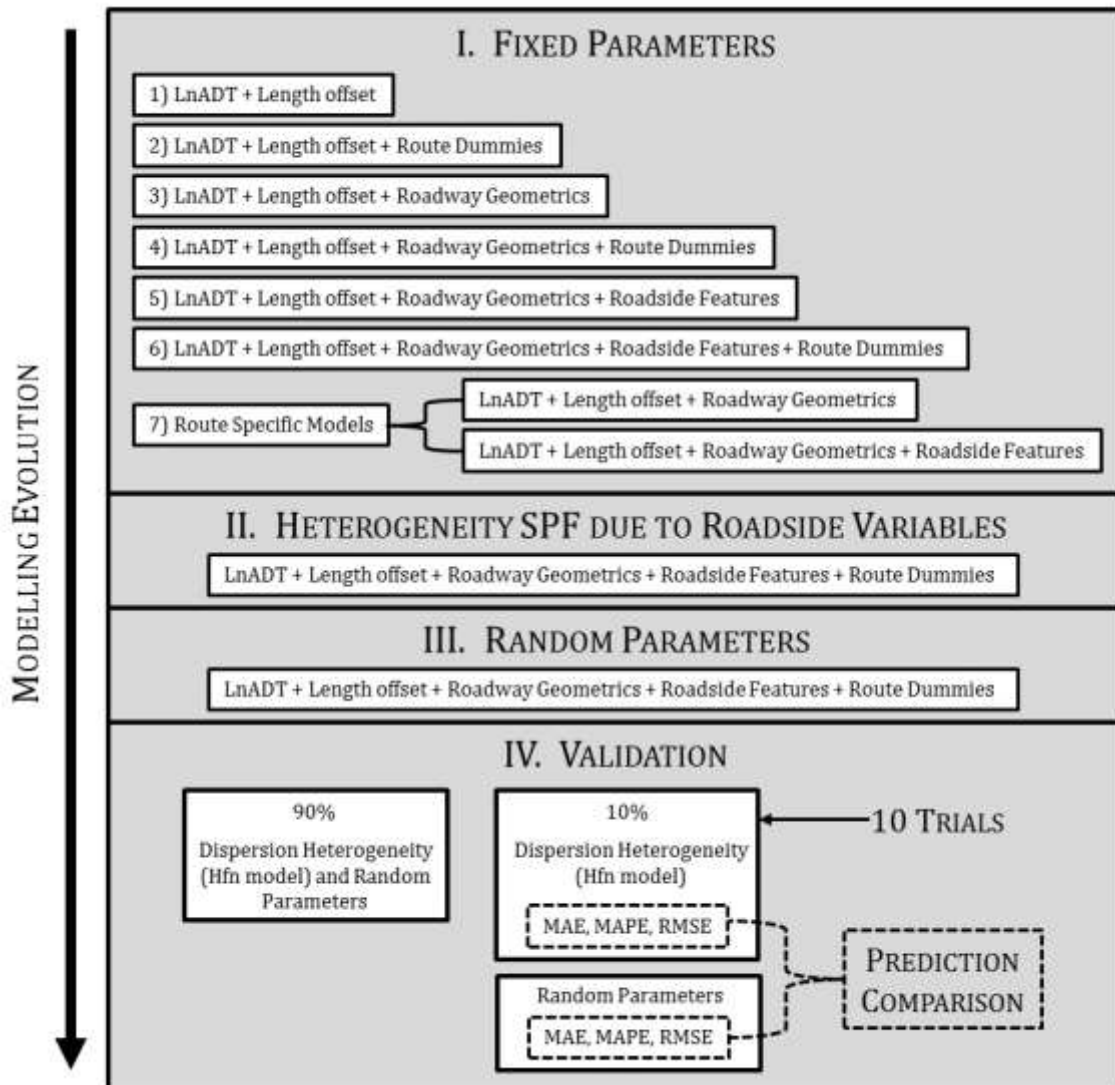 MODELLING EVOLUTION
I. FIXED PARAMETERS
1) LnADT + Length offset
2) LnADT + Length offset + Route Dummies
3) LnADT + Length offset + Roadway Geometrics
4) LnADT + Length offset + Roadway Geometrics + Route Dummies
5) LnADT + Length offset + Roadway Geometrics + Roadside Features
6) LnADT + Length offset + Roadway Geometrics + Roadside Features + Route Dummies
7) Route Specific Models
LnADT + Length offset + Roadway Geometrics
LnADT + Length offset + Roadway Geometrics + Roadside Features
II. HETEROGENEITY SPF DUE TO ROADSIDE VARIABLES
LnADT + Length offset + Roadway Geometrics + Roadside Features + Route Dummies
III. RANDOM PARAMETERS
LnADT + Length offset + Roadway Geometrics + Roadside Features + Route Dummies
IV. VALIDATION
90%
Dispersion Heterogeneity
(Hfn model) and Random
Parameters
10%
Dispersion Heterogeneity
(Hfn model)
MAE, MAPE, RMSE
10 TRIALS
Random Parameters
MAE, MAPE, RMSE
PREDICTION
COMPARISON